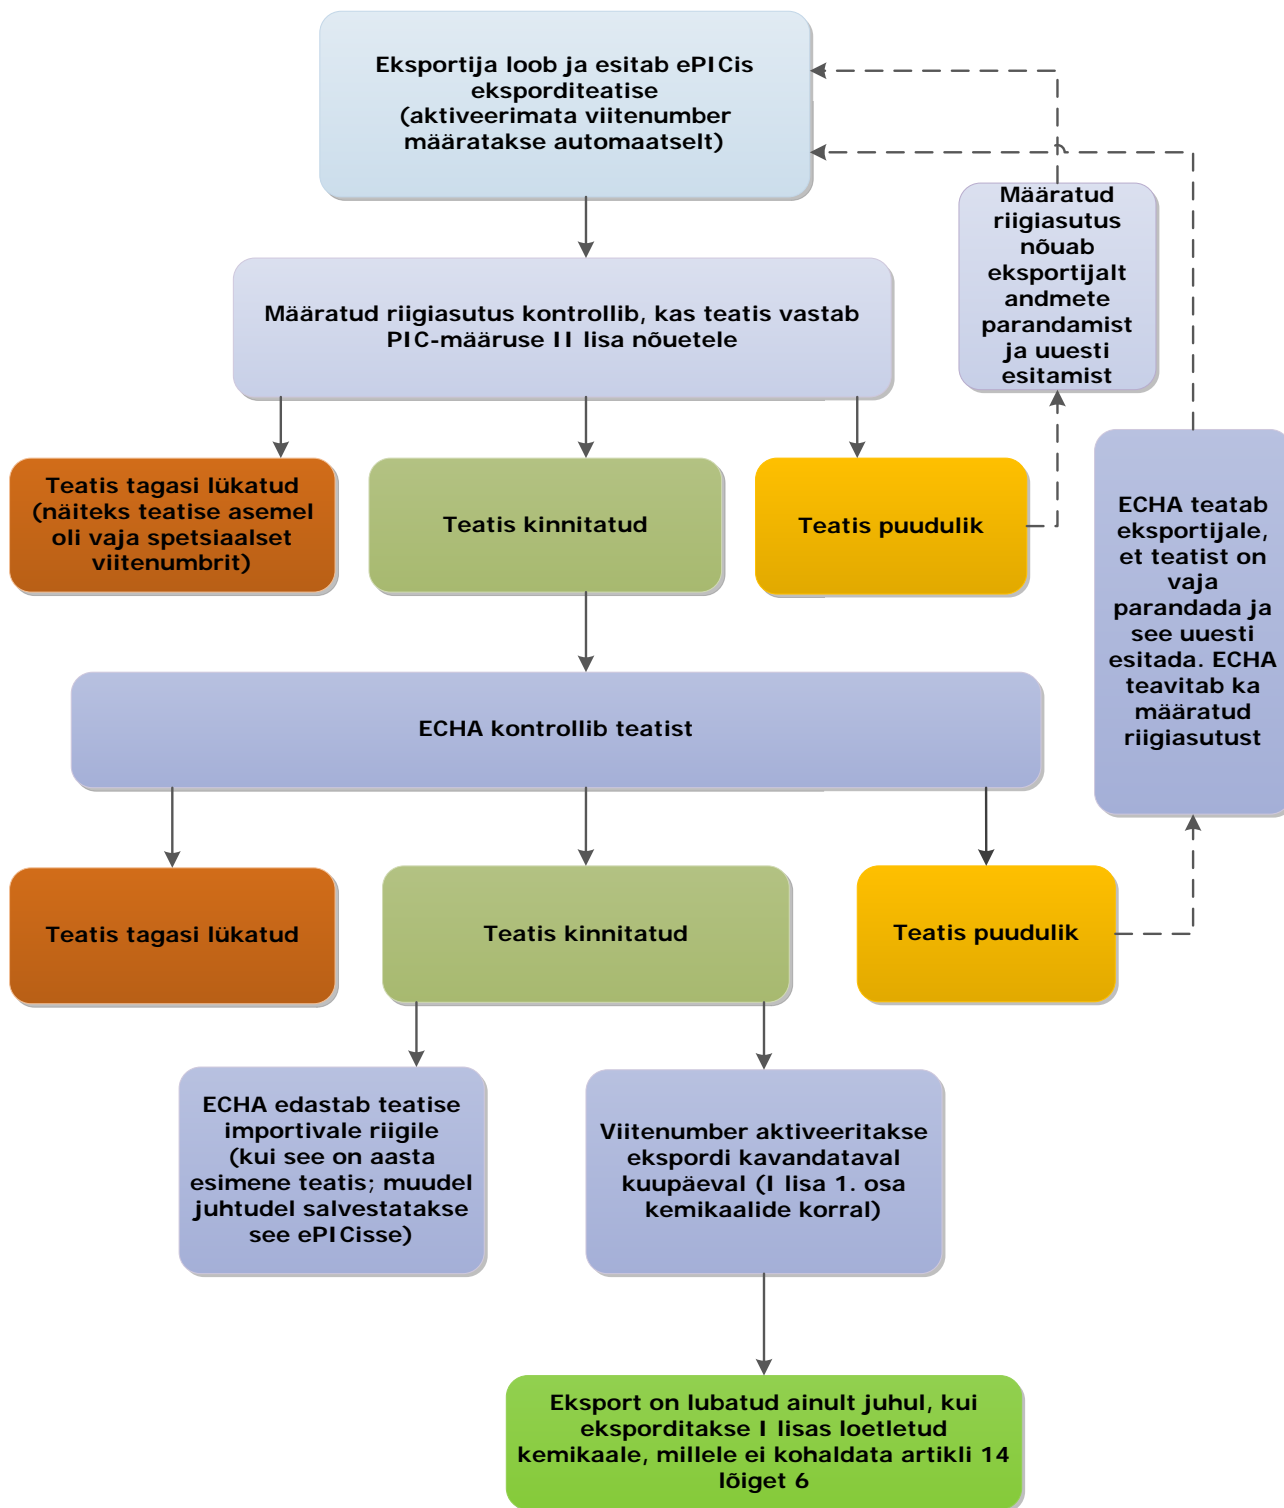 Eksportija loob ja esitab ePICis
eksporditeatise
(aktiveerimata viitenumber
määratakse automaatselt)
Määratud
riigiasutus
nõuab
eksportijalt
andmete
parandamist
ja uuesti
esitamist
Määratud riigiasutus kontrollib, kas teatis vastab
PIC-määruse II lisa nõuetele
Teatis tagasi lükatud
(näiteks teatise asemel
oli vaja spetsiaalset
viitenumbrit)
Teatis kinnitatud
Teatis puudulik
ECHA teatab
eksportijale,
et teatist on
vaja
parandada ja
see uuesti
esitada. ECHA
teavitab ka
määratud
riigiasutust
ECHA kontrollib teatist
Teatis tagasi lükatud
Teatis kinnitatud
Teatis puudulik
ECHA edastab teatise
importivale riigile
(kui see on aasta
esimene teatis; muudel
juhtudel salvestatakse
see ePICisse)
Viitenumber aktiveeritakse
ekspordi kavandataval
kuupäeval (I lisa 1. osa
kemikaalide korral)
Eksport on lubatud ainult juhul, kui
eksporditakse I lisas loetletud
kemikaale, millele ei kohaldata artikli 14
lõiget 6